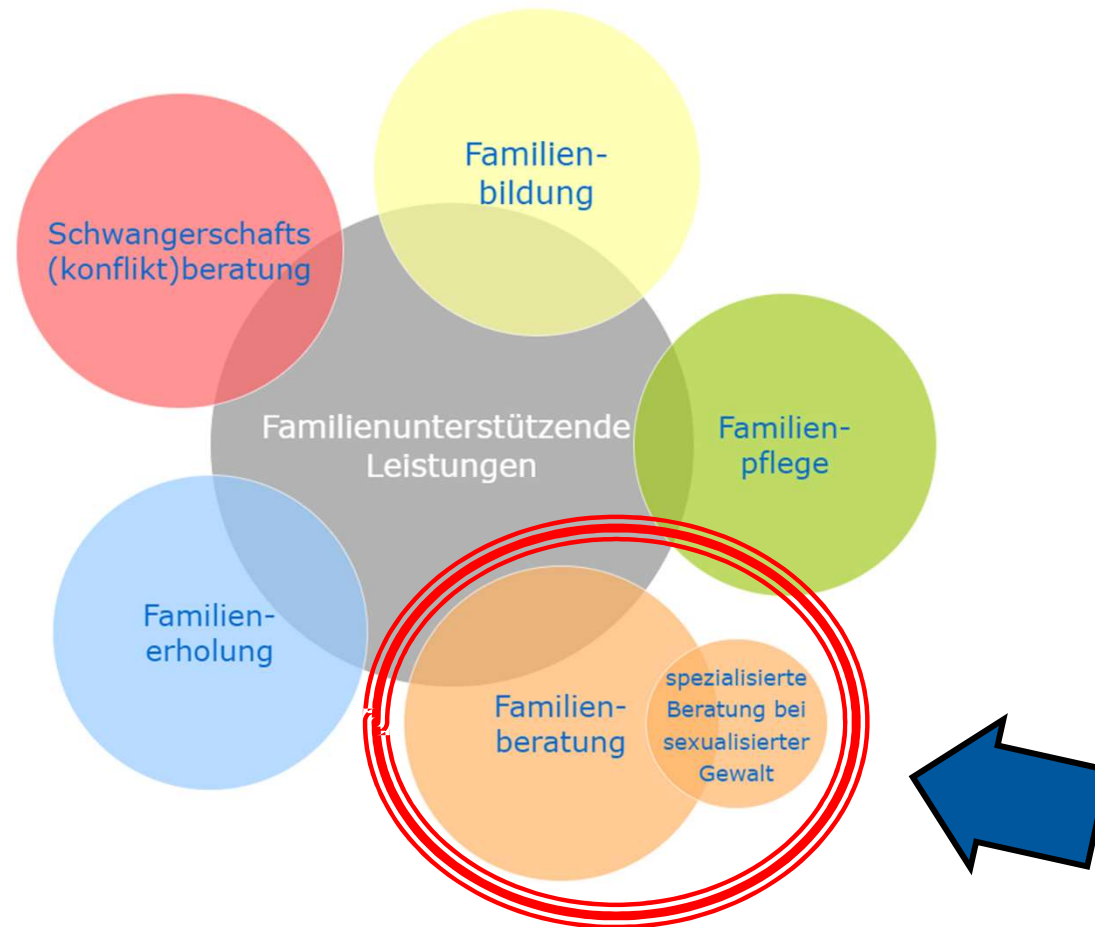 Familien-
bildung
Schwangerschafts
(konflikt)beratung
Familienunterstützende
Leistungen
Familien-
pflege
Familien-
erholung
Familien-
beratung
spezialisierte
Beratung bei
sexualisierter
Gewalt